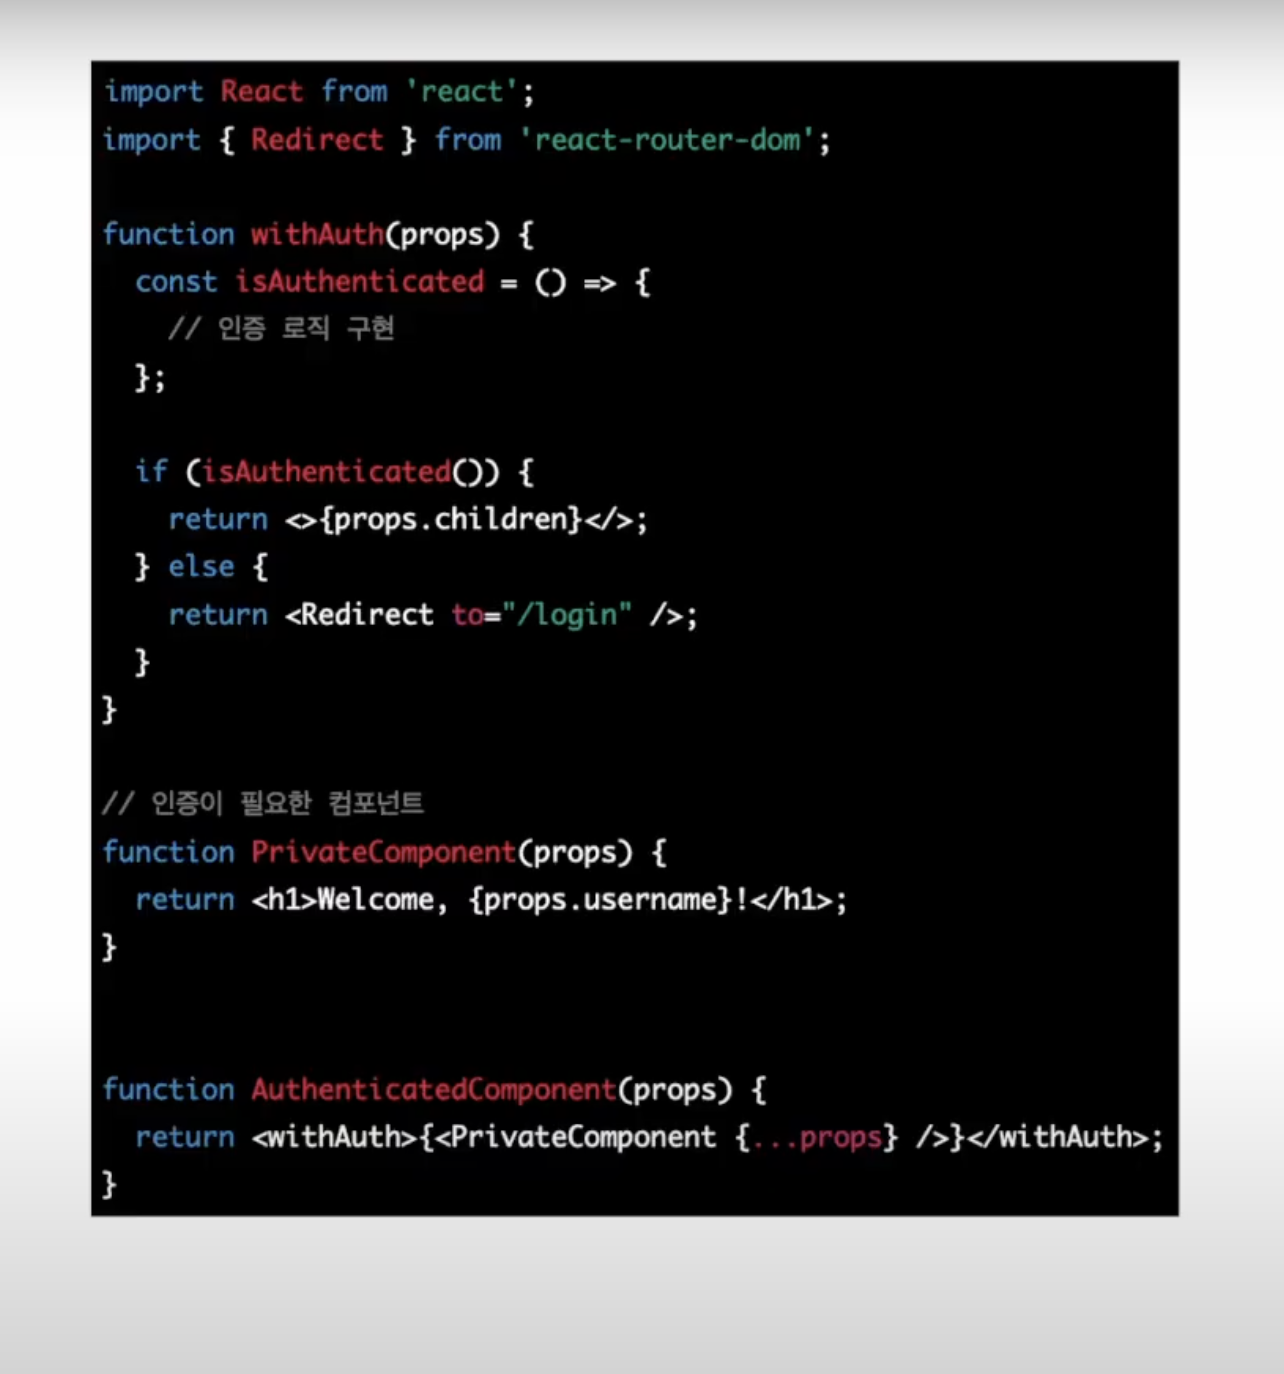 import React from 'react';
import { Redirect } from 'react-router-dom';
function withAuth(props) {
const isAuthenticated = () => {
// 인증 로직 구현
};
if (isAuthenticated()) {
return <>{props.children}</>;
} else {
return <Redirect to="/login" />;
}
}
// 인증이 필요한 컴포넌트
function PrivateComponent(props) {
return <h1>Welcome, {props.username}!</h1>;
}
function AuthenticatedComponent(props) {
return <withAuth>{<PrivateComponent {...props} />}</withAuth>;
}